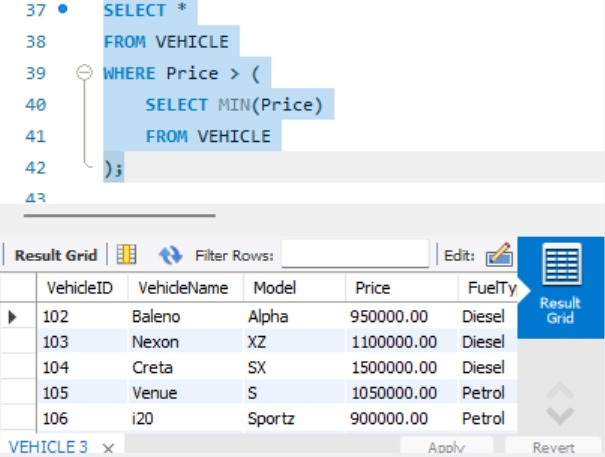 37 SELECT *
38 FROM VEHICLE
39 WHERE Price > (
40 SELECT MIN(Price)
41 FROM VEHICLE
42 );
43
Result Grid Filter Rows: Edit:
VehicleID VehicleName Model Price FuelTy
102 Baleno Alpha 950000.00 Diesel
103 Nexon XZ 1100000.00 Diesel
104 Creta SX 1500000.00 Diesel
105 Venue S 1050000.00 Petrol
106 i20 Sportz 900000.00 Petrol
Result
Grid
VEHICLE 3 x Apply Revert